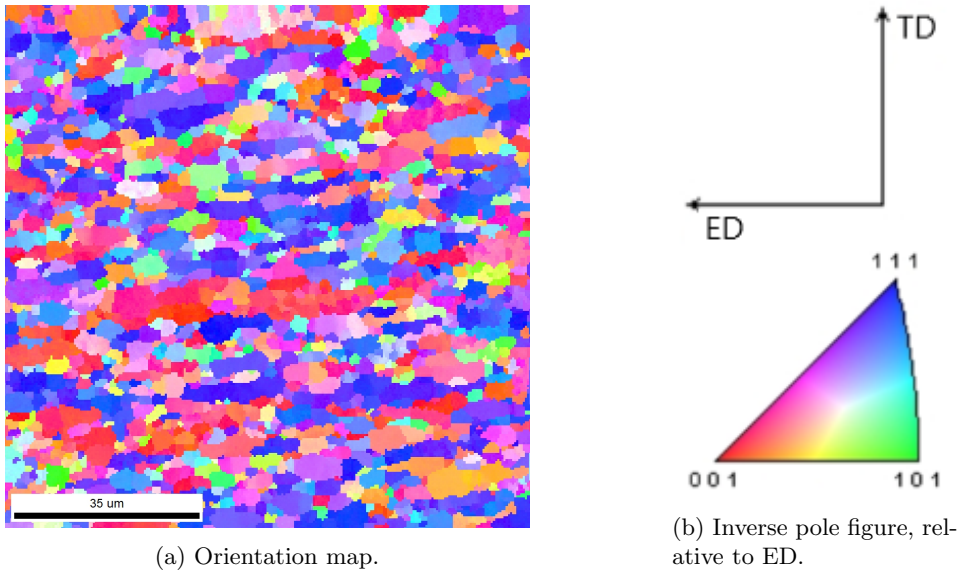 35 um
(a) Orientation map.
TD
ED
1 1 1
0 0 1
1 0 1
(b) Inverse pole figure, rel-
ative to ED.